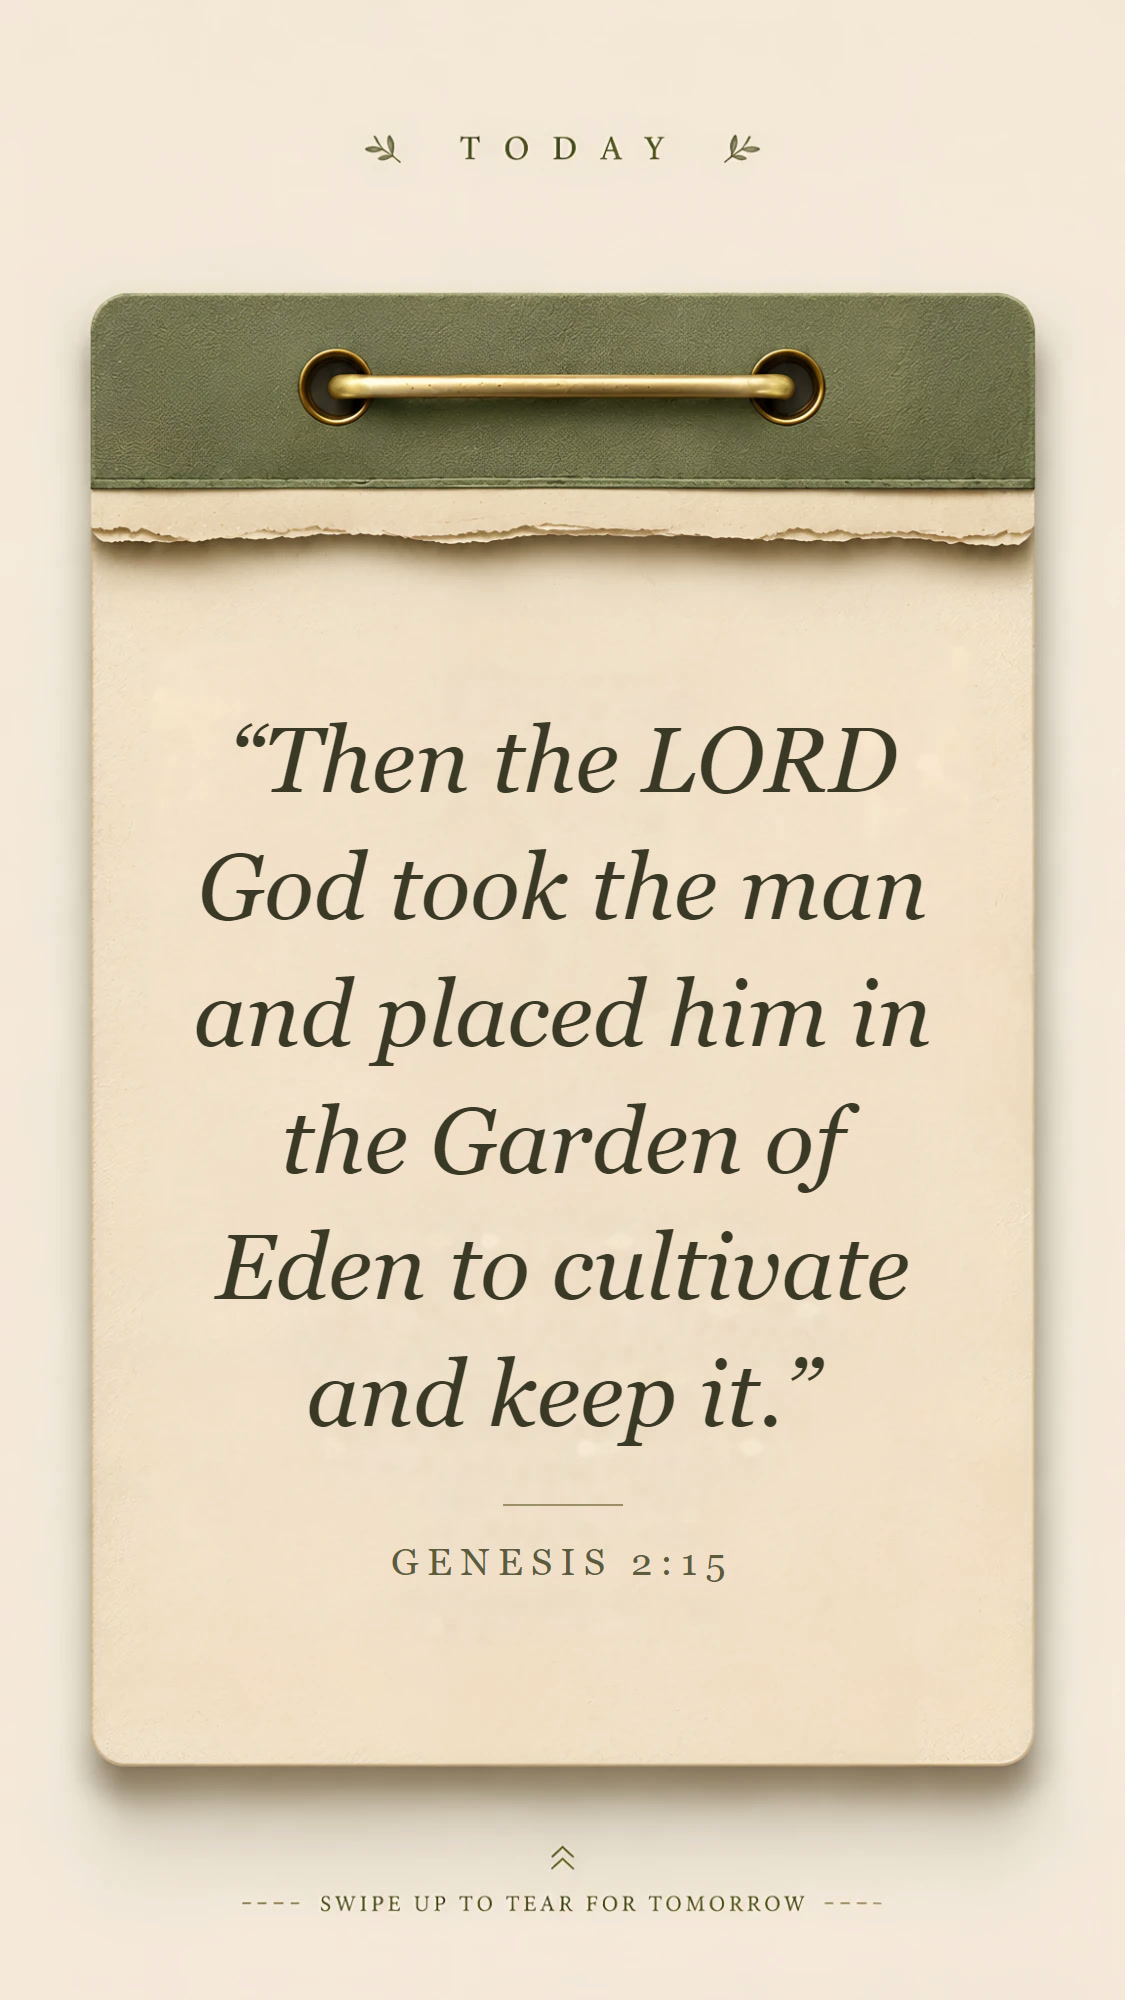 TODAY
“Then the LORD
God took the man
and placed him in
the Garden of
Eden to cultivate
and keep it.”
GENESIS 2:15
SWIPE UP TO TEAR FOR TOMORROW